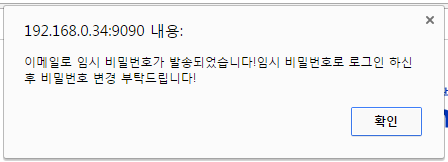 192.168.0.34:9090 내용:
이메일로 임시 비밀번호가 발송되었습니다!임시 비밀번호로 로그인 하신
후 비밀번호 변경 부탁드립니다!
확인